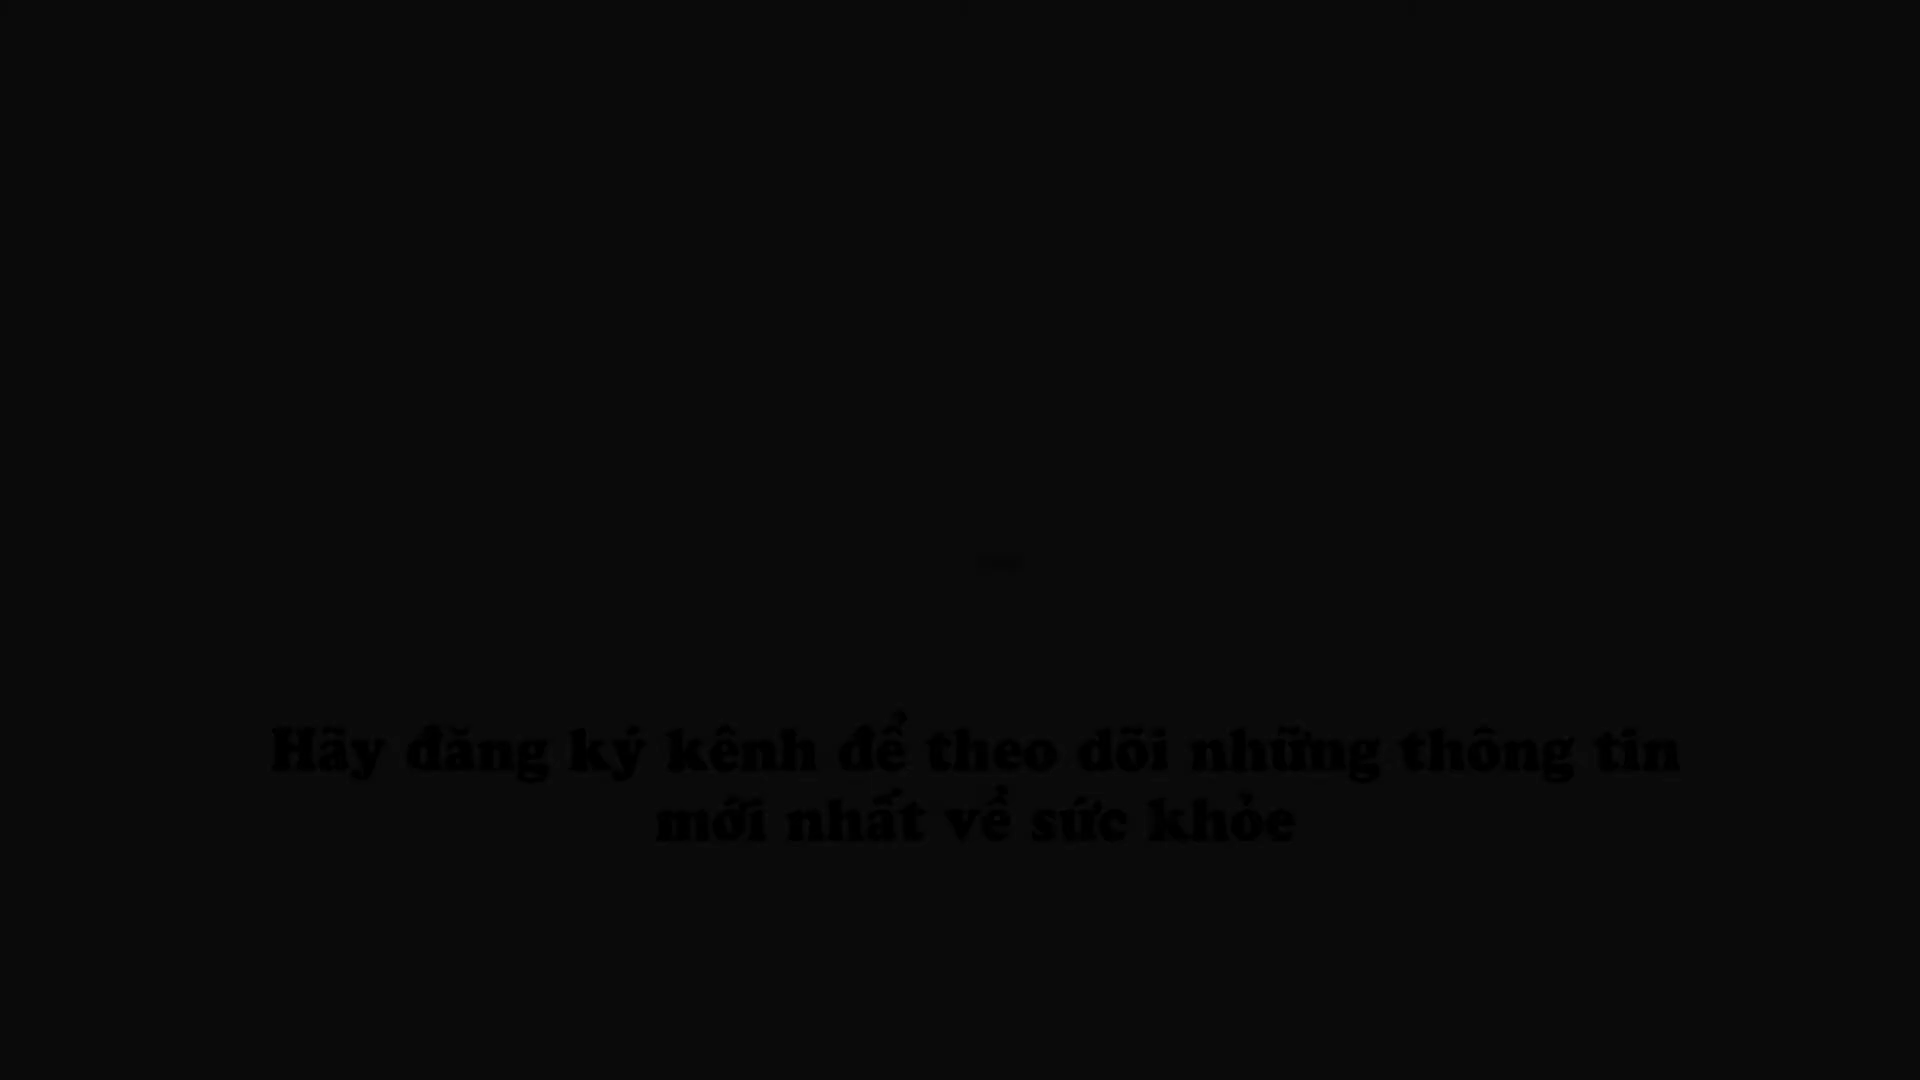 Hãy đăng ký kênh để theo dõi những thông tin
mới nhất về sức khỏe